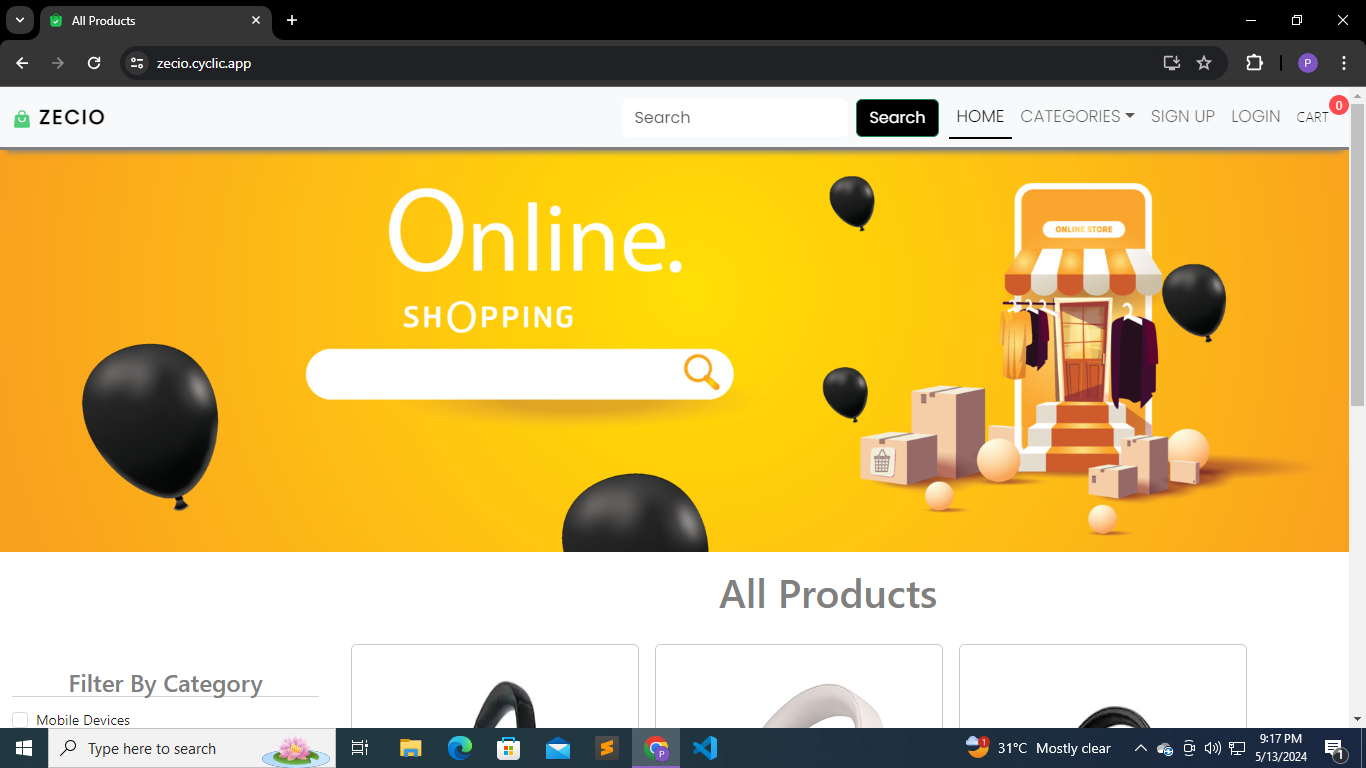 All Products
zecio.cyclic.app
P
ZECIO
Search
Search
HOME
CATEGORIES
SIGN UP
LOGIN
CART
0
Online.
SHOPPING
ONLINE STORE
All Products
Filter By Category
Mobile Devices
Type here to search
P
1
31°C Mostly clear
9:17 PM
5/13/2024
1